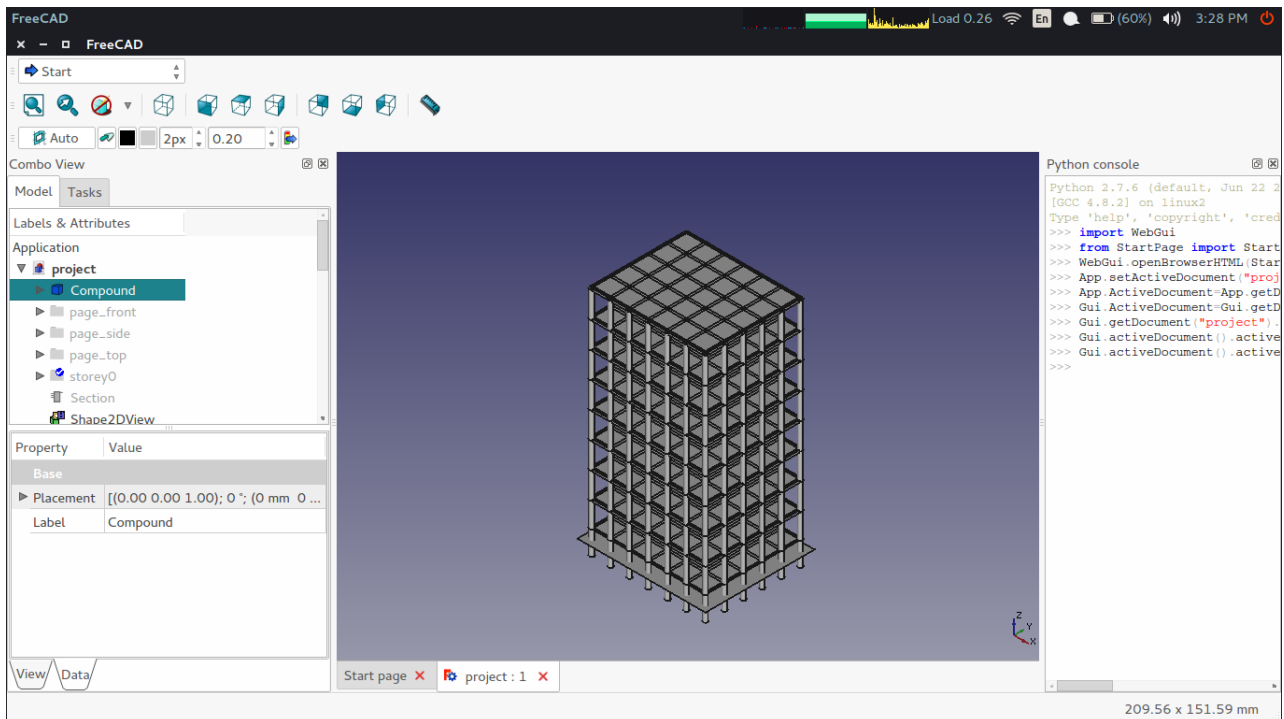 FreeCAD
Load 0.26 En (60%) 3:28 PM
x – FreeCAD
Start
Auto 2px 0.20
Combo View
Model Tasks
Labels & Attributes
Application
project
Compound
page_front
page_side
page_top
storey0
Section
Shape2DView
Property Value
Base
Placement [(0.00 0.00 1.00); 0 °; (0 mm 0 ...
Label Compound
View Data
Z
Y
X
Start page project : 1
Python console
Python 2.7.6 (default, Jun 22 2
[GCC 4.8.2] on linux2
Type 'help', 'copyright', 'cred
>>> import WebGui
>>> from StartPage import Start
>>> WebGui.openBrowserHTML(Star
>>> App.setActiveDocument("proj
>>> App.ActiveDocument=App.getD
>>> Gui.ActiveDocument=Gui.getD
>>> Gui.getDocument("project").
>>> Gui.activeDocument().active
>>> Gui.activeDocument().active
>>>
209.56 x 151.59 mm